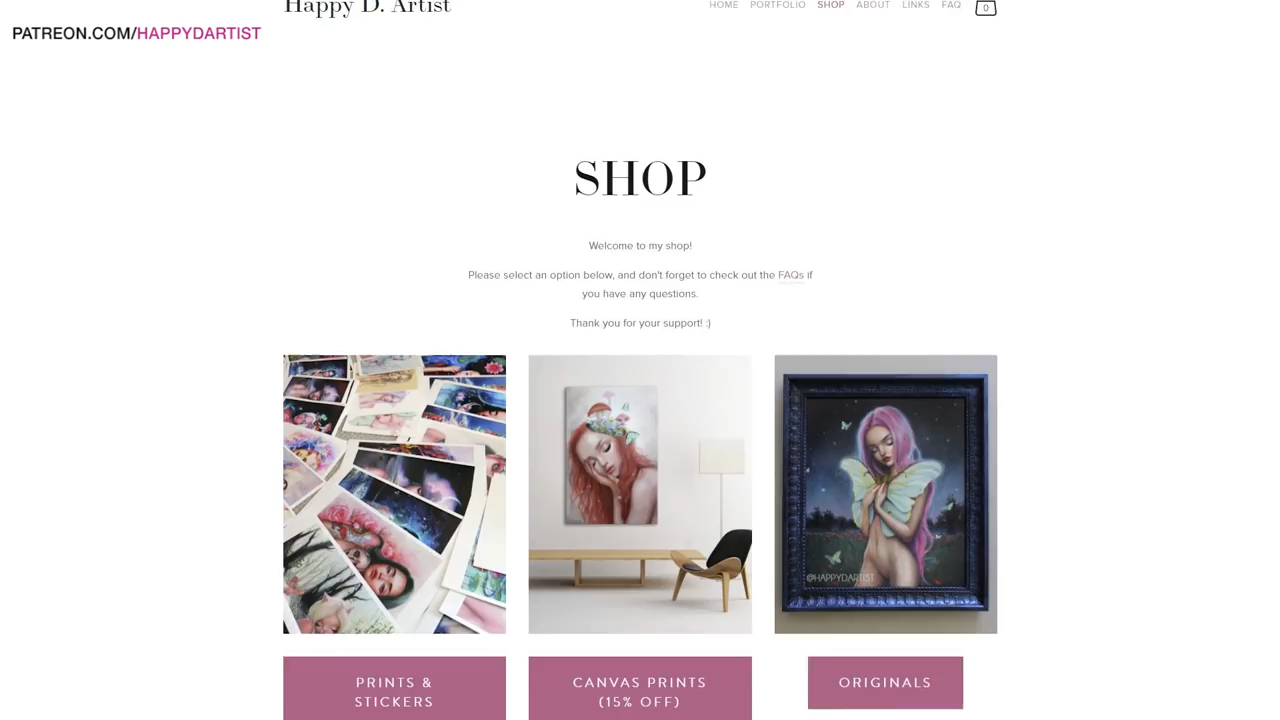 Happy D. Artist
HOME PORTFOLIO SHOP ABOUT LINKS FAQ 0
PATREON.COM/HAPPYDARTIST
SHOP
Welcome to my shop!
Please select an option below, and don't forget to check out the FAQs if
you have any questions.
Thank you for your support! :)
@HAPPYDARTIST
PRINTS &
STICKERS
CANVAS PRINTS
(15% OFF)
ORIGINALS